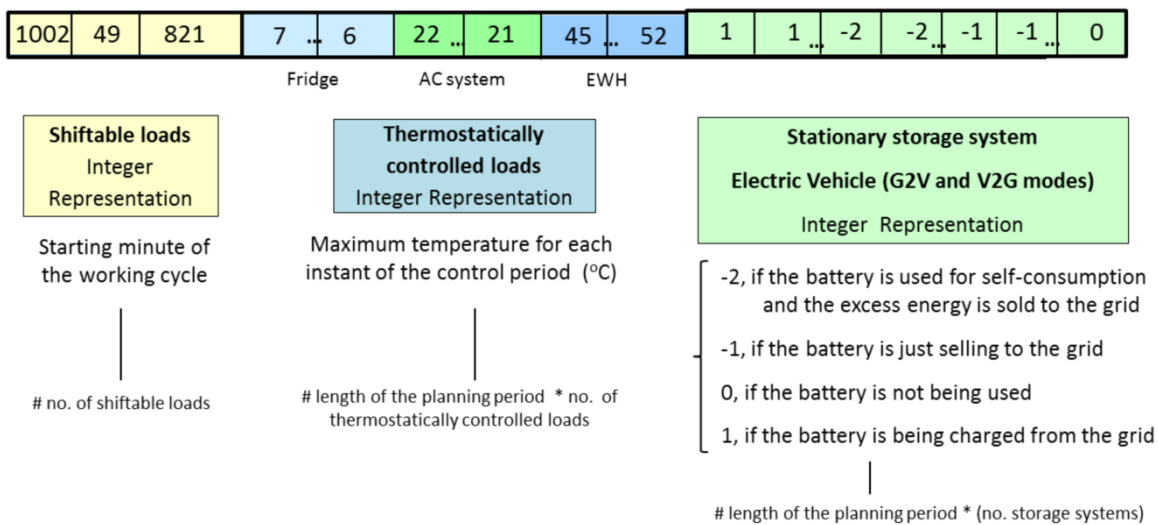 1002 49 821 7 ... 6 22 ... 21 45 ... 52 1 1 ... -2 -2 ... -1 -1 ... 0
Fridge AC system EWH
Shiftable loads
Integer
Representation
Starting minute of
the working cycle
# no. of shiftable loads
Thermostatically
controlled loads
Integer Representation
Maximum temperature for each
instant of the control period (°C)
# length of the planning period * no. of
thermostatically controlled loads
Stationary storage system
Electric Vehicle (G2V and V2G modes)
Integer Representation
-2, if the battery is used for self-consumption
and the excess energy is sold to the grid
-1, if the battery is just selling to the grid
0, if the battery is not being used
1, if the battery is being charged from the grid
# length of the planning period * (no. storage systems)